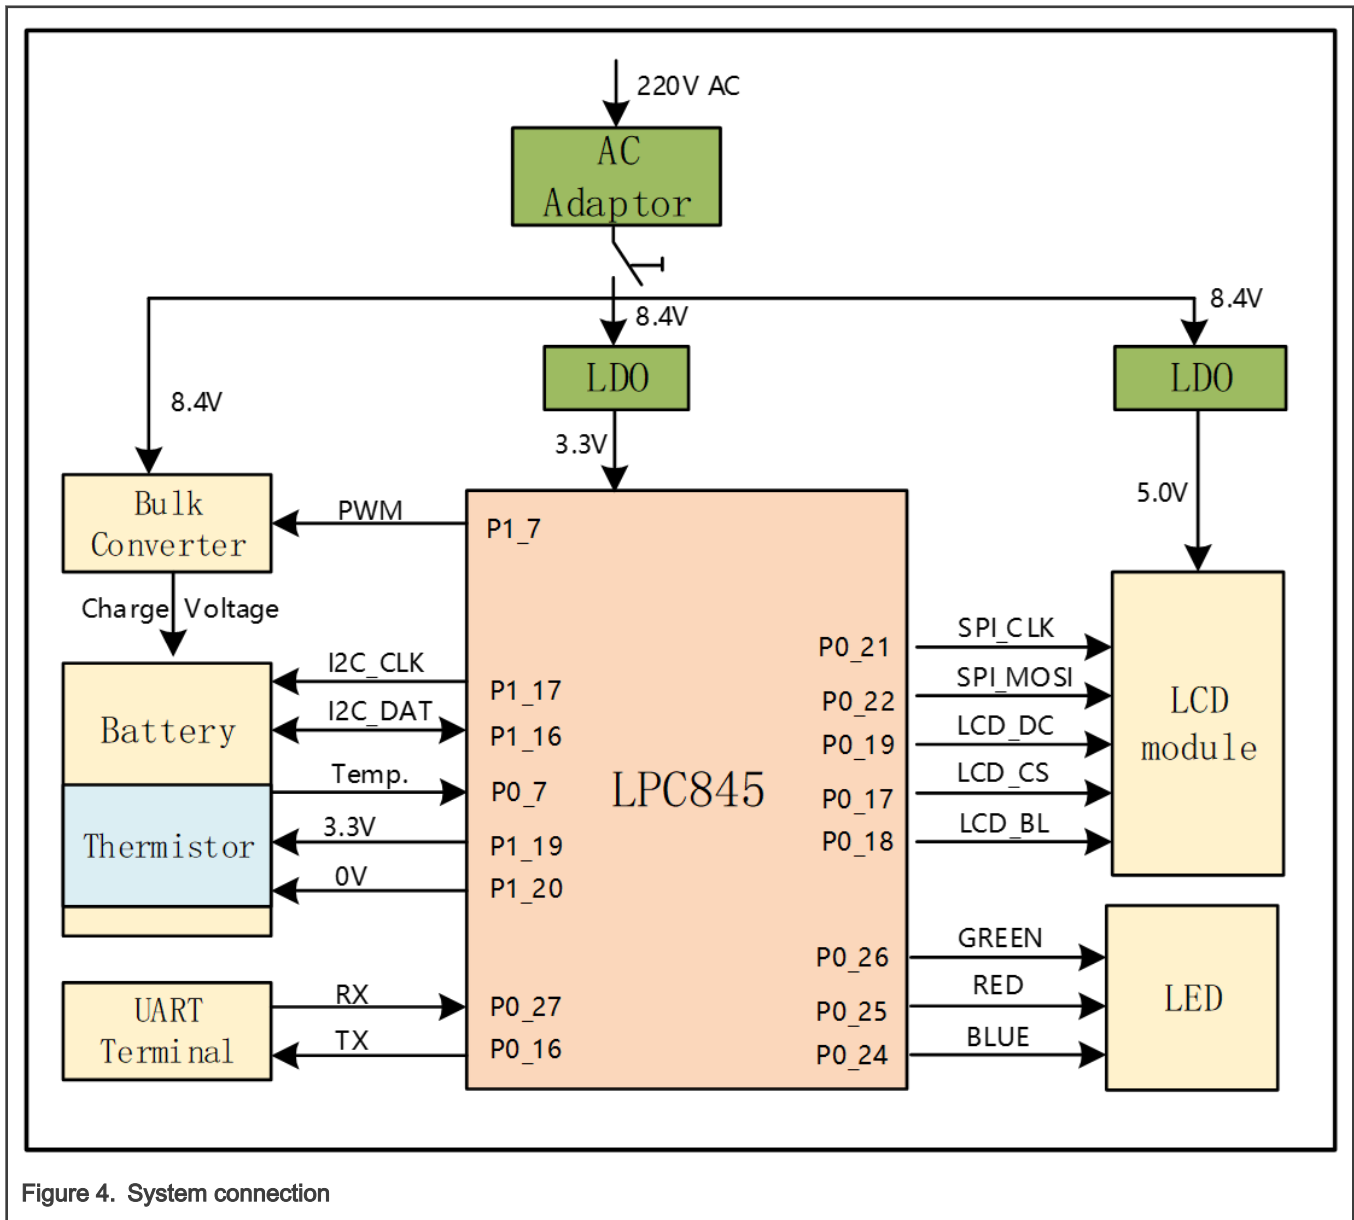 220V AC
AC
Adaptor
8.4V
8.4V
8.4V
LDO
LDO
3.3V
5.0V
Bulk
Converter
PWM
P1_7
Charge Voltage
Battery
I2C_CLK
P1_17
I2C_DAT
P1_16
Temp.
P0_7
Thermistor
3.3V
P1_19
0V
P1_20
UART
Terminal
RX
P0_27
TX
P0_16
LPC845
P0_21
SPI_CLK
P0_22
SPI_MOSI
P0_19
LCD_DC
P0_17
LCD_CS
P0_18
LCD_BL
LCD
module
P0_26
GREEN
P0_25
RED
P0_24
BLUE
LED
Figure 4. System connection